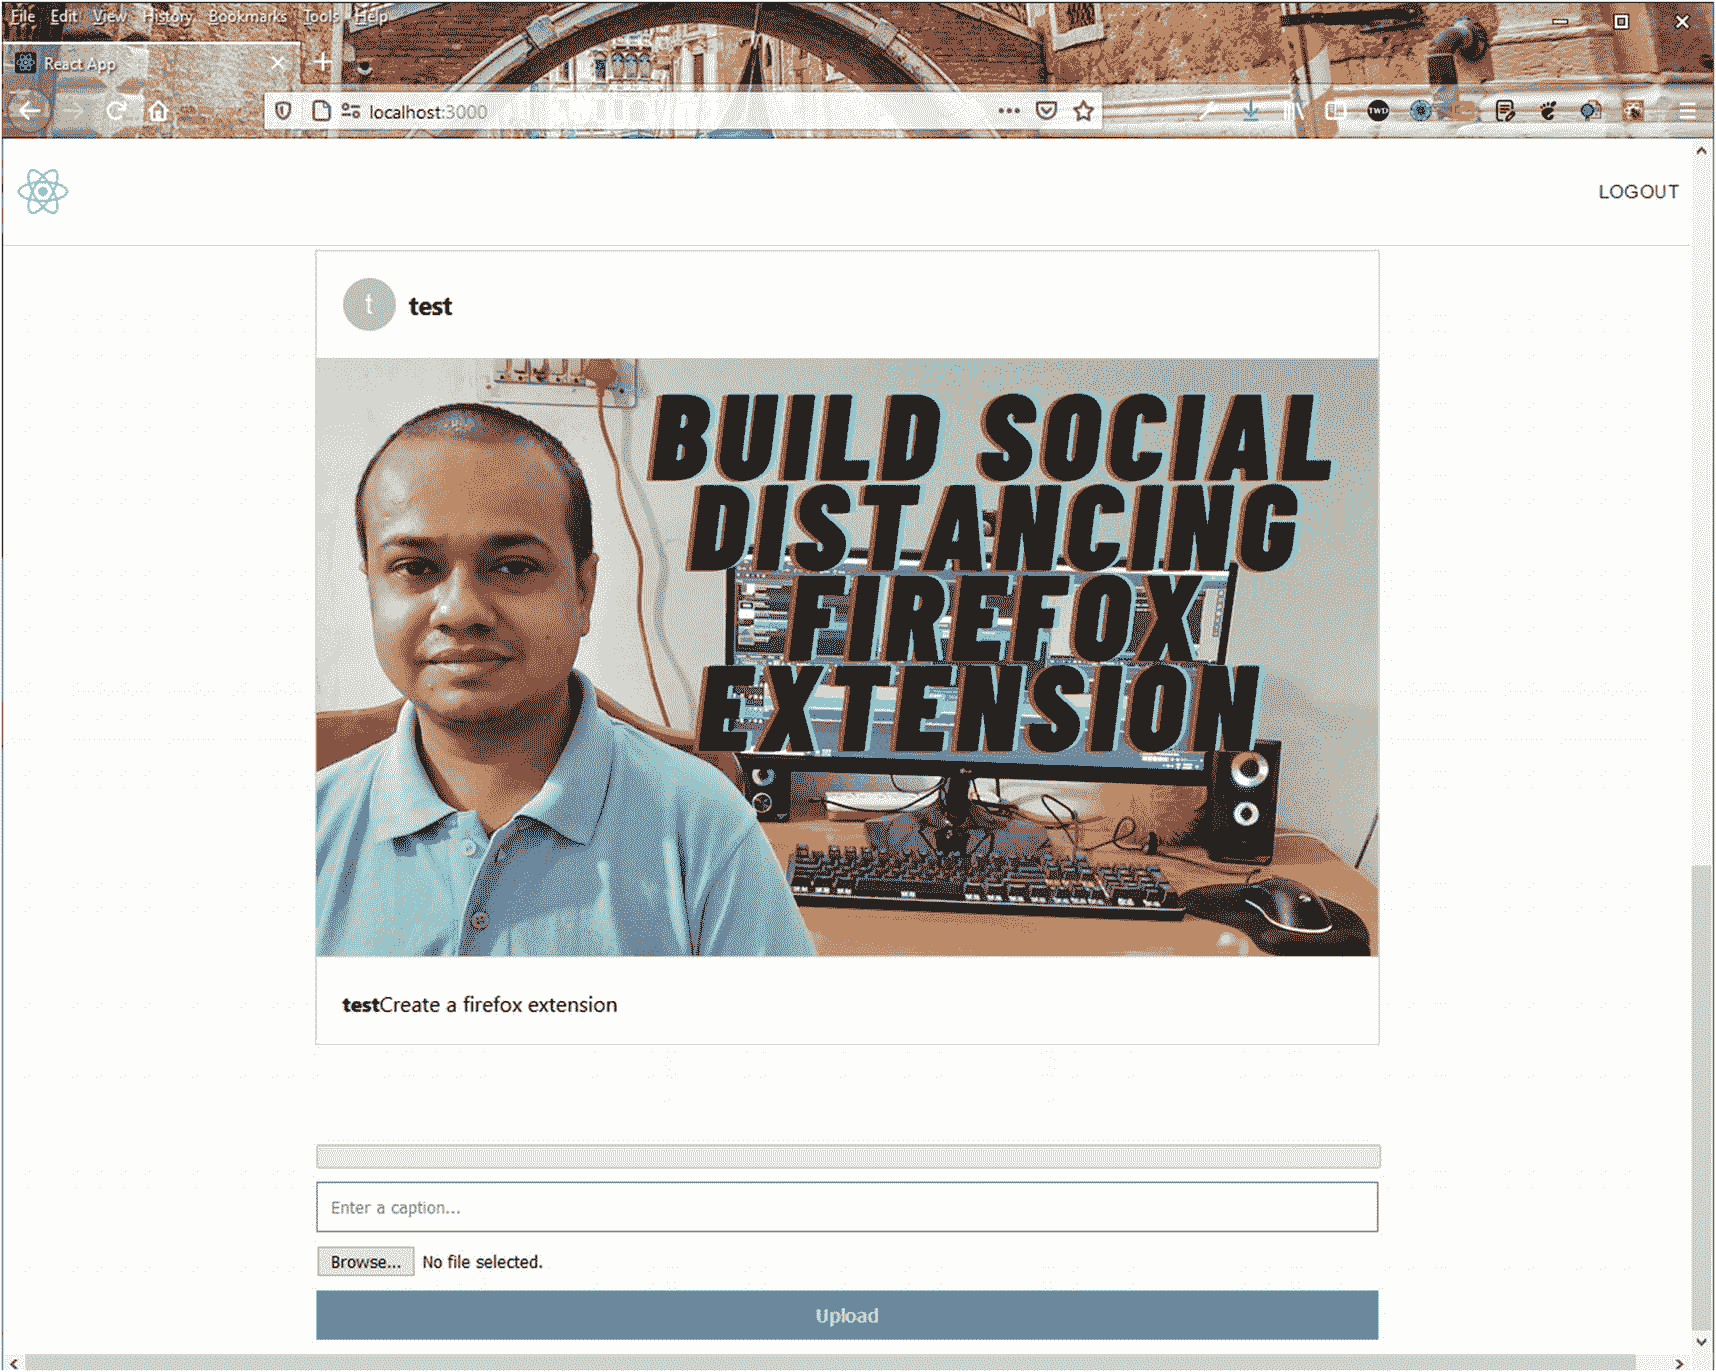 File Edit View History Bookmarks Tools Help
React App
localhost:3000
TWD
LOGOUT
t test
BUILD SOCIAL
DISTANCING
FIREFOX
EXTENSION
testCreate a firefox extension
Enter a caption...
Browse... No file selected.
Upload